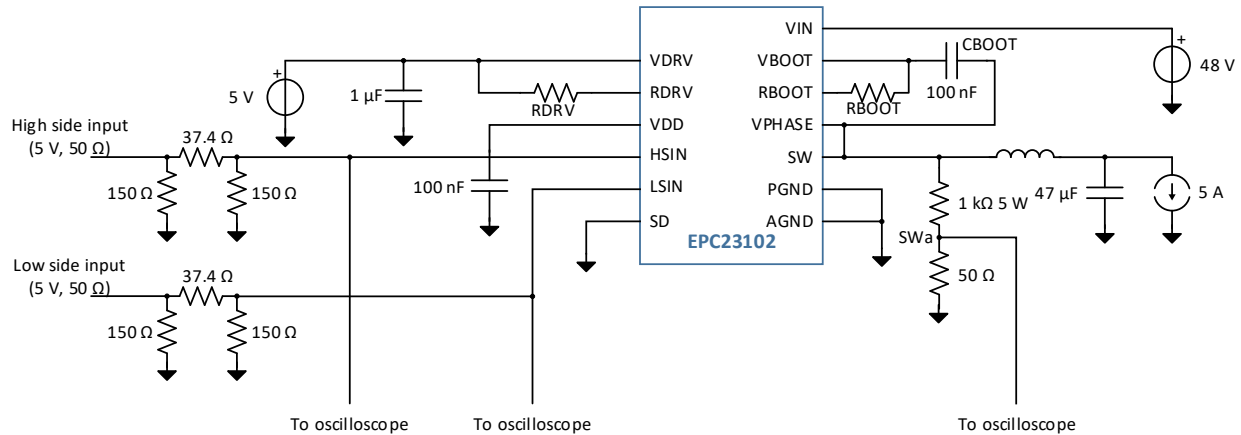 VIN
CBOOT
VDRV
VBOOT
48 V
5 V
1 µF
RDRV
RBOOT
100 nF
RDRV
RBOOT
High side input
(5 V, 50 Ω)
37.4 Ω
VDD
VPHASE
HSIN
SW
150 Ω
150 Ω
100 nF
LSIN
PGND
1 kΩ 5 W
47 µF
5 A
SD
AGND
EPC23102
SWa
Low side input
(5 V, 50 Ω)
37.4 Ω
50 Ω
150 Ω
150 Ω
To oscilloscope
To oscilloscope
To oscilloscope